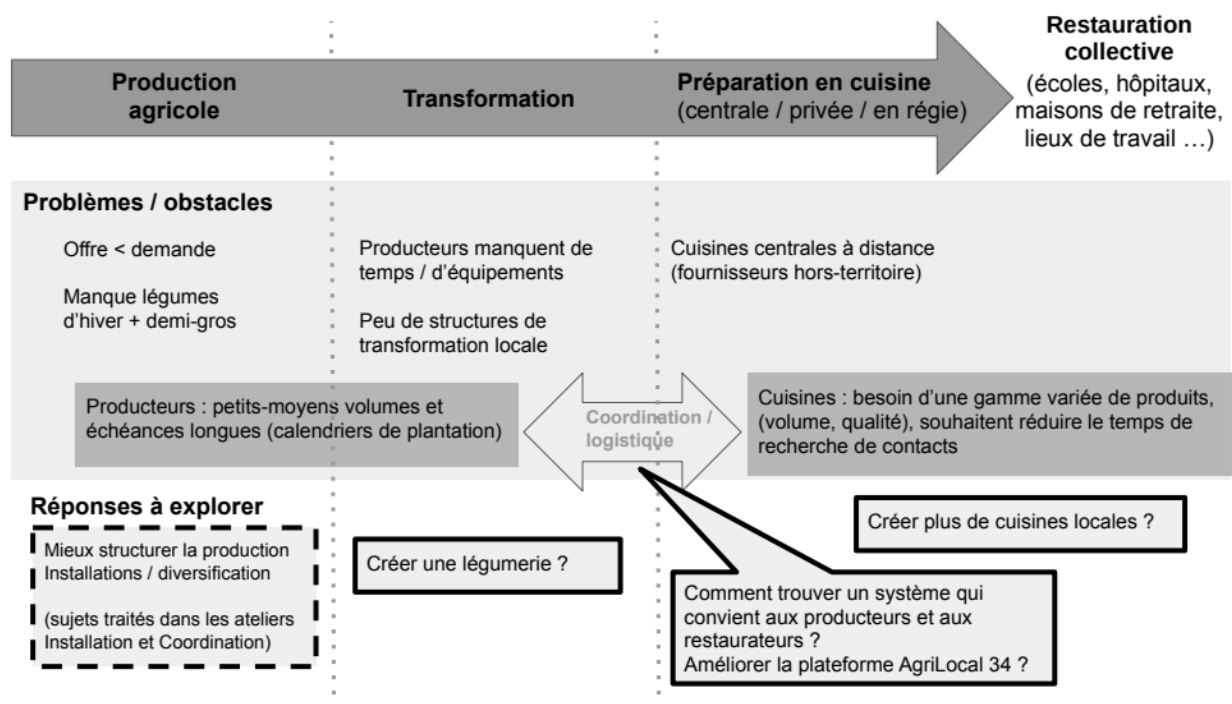 Production
agricole
Transformation
Préparation en cuisine
(centrale / privée / en régie)
Restauration
collective
(écoles, hôpitaux,
maisons de retraite,
lieux de travail …)
Problèmes / obstacles
Offre < demande
Manque légumes
d'hiver + demi-gros
Producteurs manquent de
temps / d'équipements
Peu de structures de
transformation locale
Cuisines centrales à distance
(fournisseurs hors-territoire)
Producteurs : petits-moyens volumes et
échéances longues (calendriers de plantation)
Coordination /
logistique
Cuisines : besoin d'une gamme variée de produits,
(volume, qualité), souhaitent réduire le temps de
recherche de contacts
Réponses à explorer
Mieux structurer la production
Installations / diversification
(sujets traités dans les ateliers
Installation et Coordination)
Créer une légumerie ?
Créer plus de cuisines locales ?
Comment trouver un système qui
convient aux producteurs et aux
restaurateurs ?
Améliorer la plateforme AgriLocal 34 ?